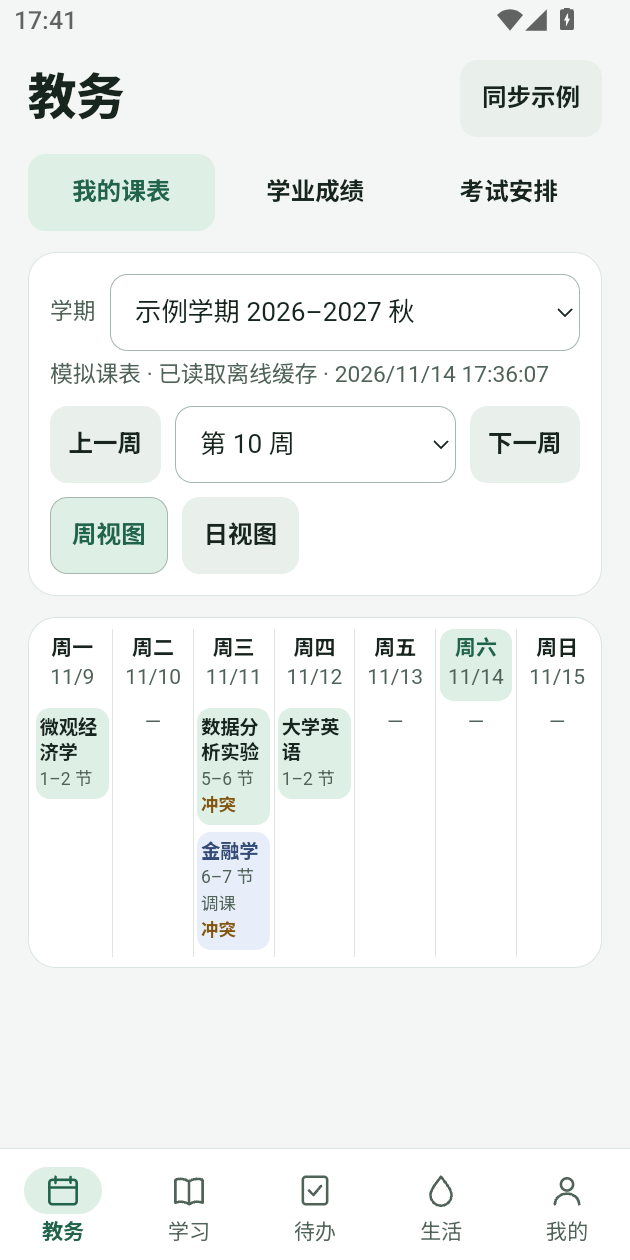 17:41
教务
同步示例
我的课表
学业成绩
考试安排
学期
示例学期 2026–2027 秋
模拟课表 · 已读取离线缓存 · 2026/11/14 17:36:07
上一周
第 10 周
下一周
周视图
日视图
周一
11/9
微观经
济学
1–2 节
周二
11/10
—
周三
11/11
数据分
析实验
5–6 节
冲突
金融学
6–7 节
调课
冲突
周四
11/12
大学英
语
1–2 节
周五
11/13
—
周六
11/14
—
周日
11/15
—
教务
学习
待办
生活
我的